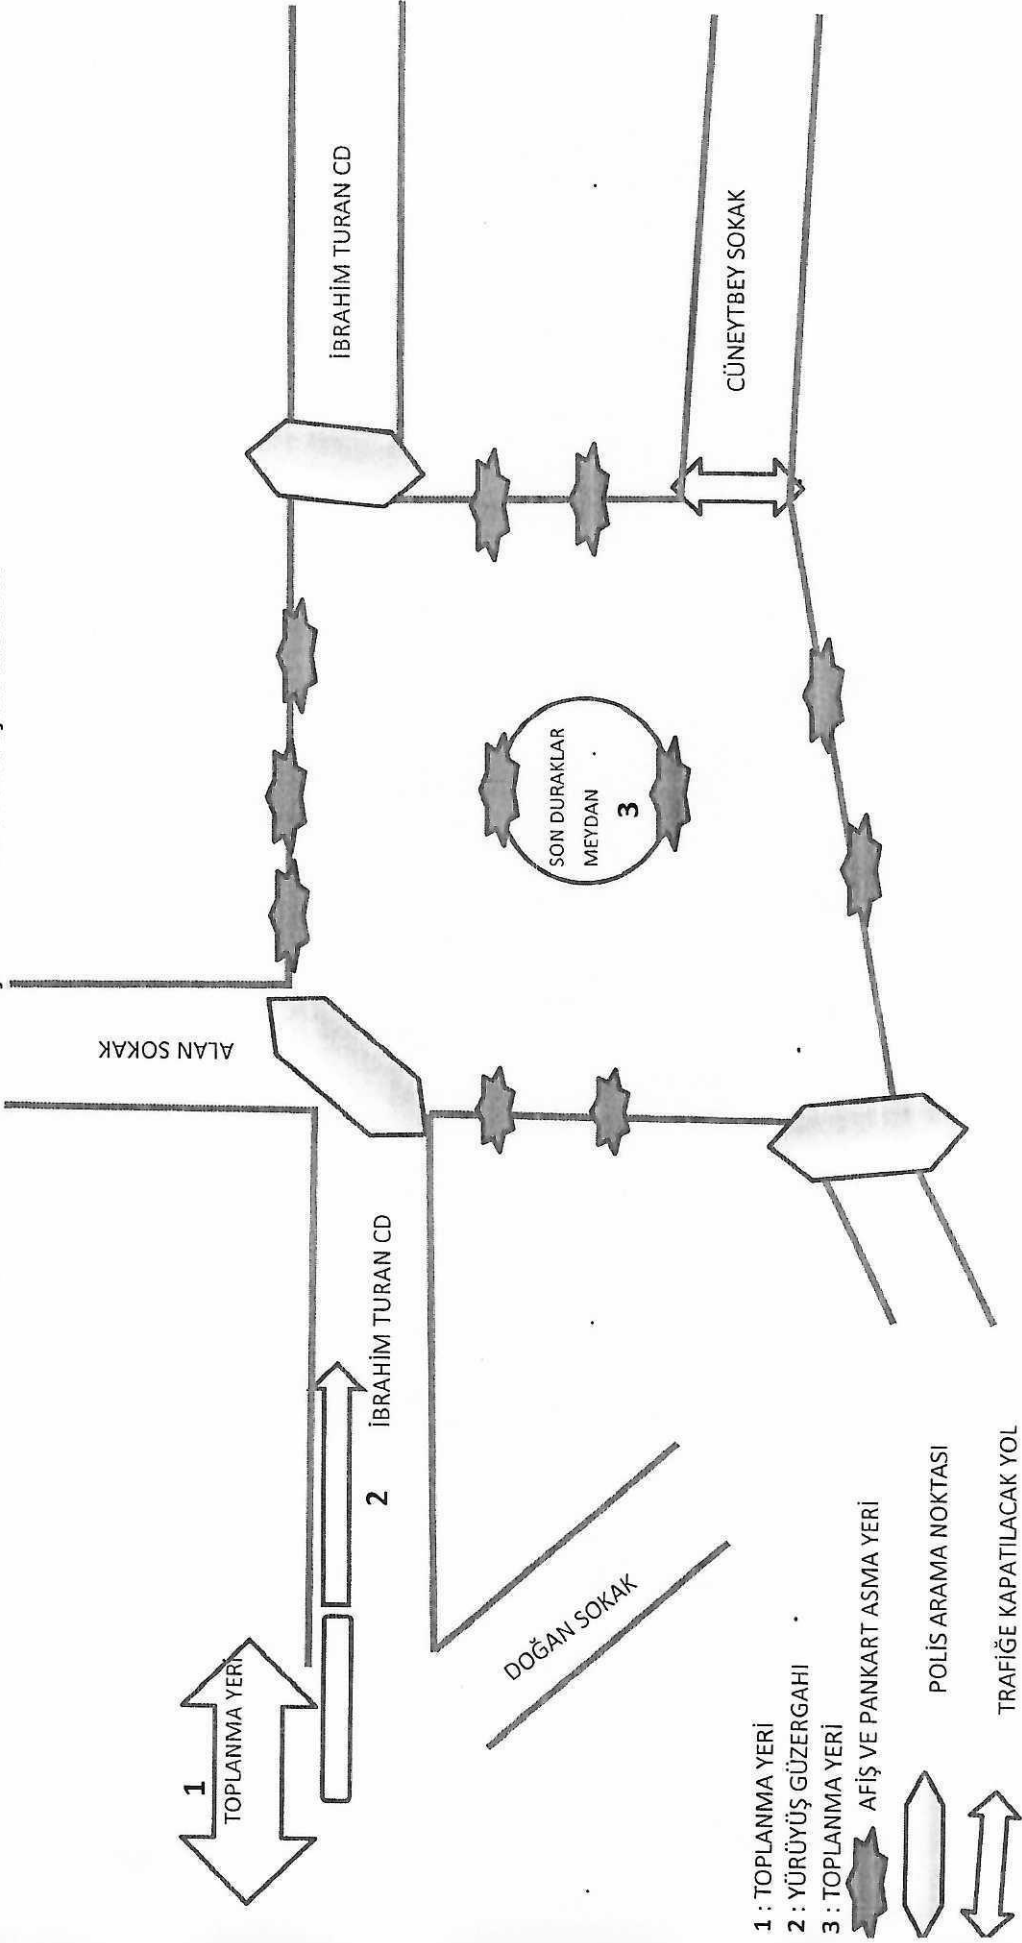 İBRAHİM TURAN CD
ALAN SOKAK
CÜNEYTBEY SOKAK
SON DURAKLAR
MEYDAN
3
İBRAHİM TURAN CD
2
1
TOPLANMA YERİ
DOĞAN SOKAK
1 : TOPLANMA YERİ
2 : YÜRÜYÜŞ GÜZERGAHI
3 : TOPLANMA YERİ
AFİŞ VE PANKART ASMA YERİ
POLİS ARAMA NOKTASI
TRAFİĞE KAPATILACAK YOL